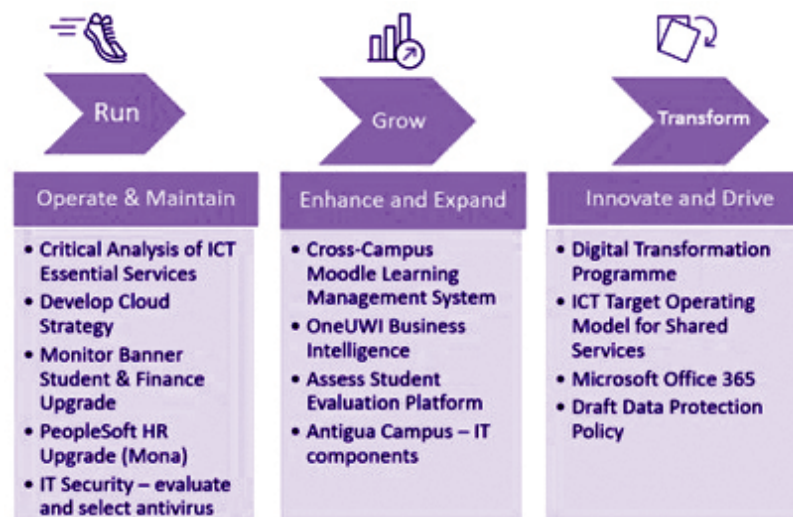 Run
Operate & Maintain
• Critical Analysis of ICT
Essential Services
• Develop Cloud
Strategy
• Monitor Banner
Student & Finance
Upgrade
• PeopleSoft HR
Upgrade (Mona)
• IT Security – evaluate
and select antivirus
Grow
Enhance and Expand
• Cross-Campus
Moodle Learning
Management System
• OneUWI Business
Intelligence
• Assess Student
Evaluation Platform
• Antigua Campus – IT
components
Transform
Innovate and Drive
• Digital Transformation
Programme
• ICT Target Operating
Model for Shared
Services
• Microsoft Office 365
• Draft Data Protection
Policy